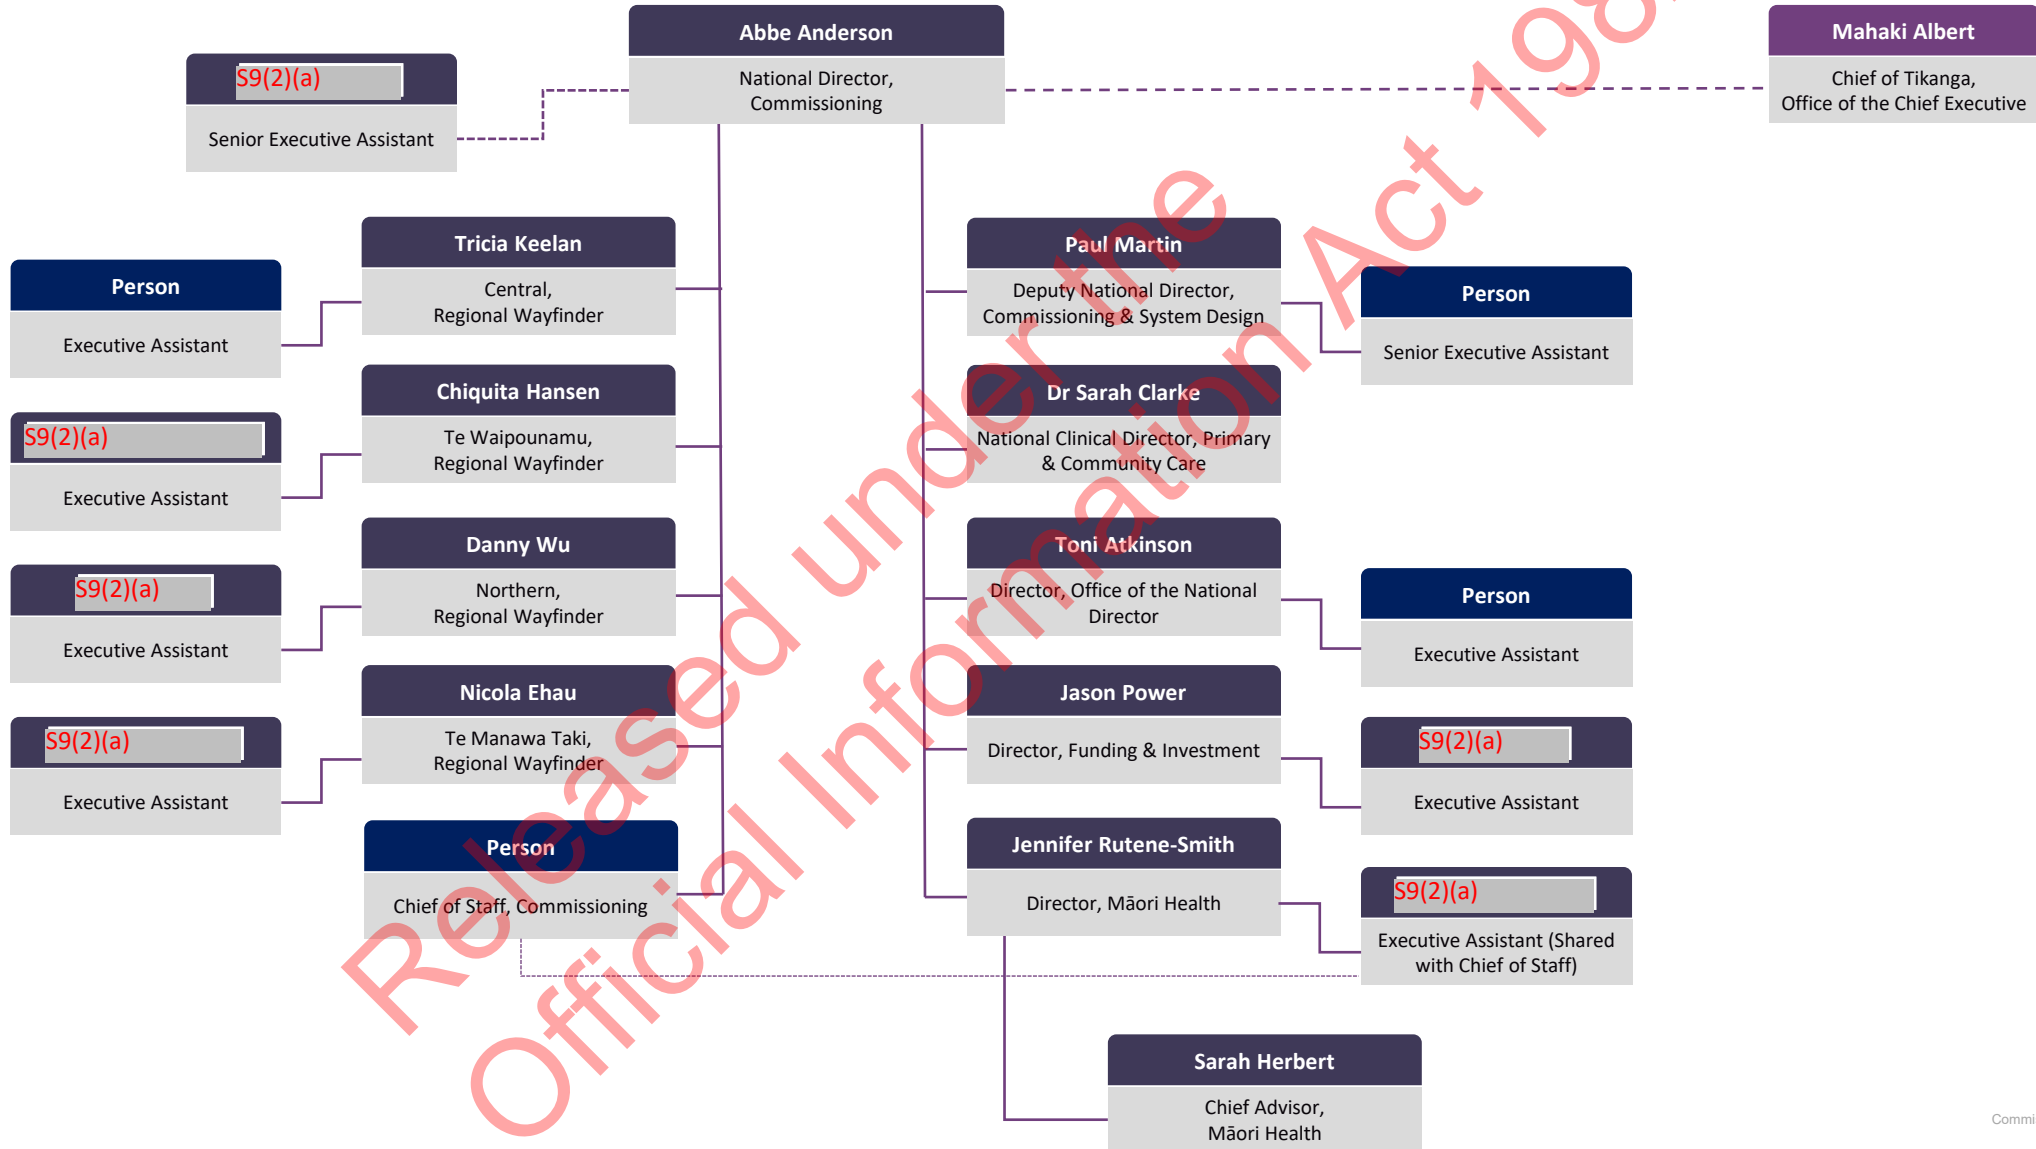 Abbe Anderson
National Director,
Commissioning
Mahaki Albert
Chief of Tikanga,
Office of the Chief Executive
S9(2)(a)
Senior Executive Assistant
Tricia Keelan
Central,
Regional Wayfinder
Person
Executive Assistant
Chiquita Hansen
Te Waipounamu,
Regional Wayfinder
S9(2)(a)
Executive Assistant
Danny Wu
Northern,
Regional Wayfinder
S9(2)(a)
Executive Assistant
Nicola Ehau
Te Manawa Taki,
Regional Wayfinder
S9(2)(a)
Executive Assistant
Person
Chief of Staff, Commissioning
Paul Martin
Deputy National Director,
Commissioning & System Design
Person
Senior Executive Assistant
Dr Sarah Clarke
National Clinical Director, Primary
& Community Care
Toni Atkinson
Director, Office of the National
Director
Person
Executive Assistant
Jason Power
Director, Funding & Investment
S9(2)(a)
Executive Assistant
Jennifer Rutene-Smith
Director, Māori Health
S9(2)(a)
Executive Assistant (Shared
with Chief of Staff)
Sarah Herbert
Chief Advisor,
Māori Health
Released under the
Official Information Act 198
Commi